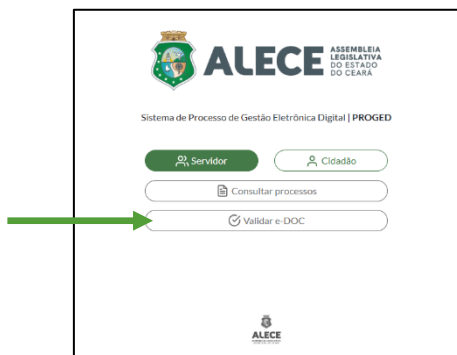 ALECE ASSEMBLEIA
LEGISLATIVA
DO ESTADO
DO CEARÁ
Sistema de Processo de Gestão Eletrônica Digital | PROGED
Servidor
Cidadão
Consultar processos
Validar e-DOC
ALECE